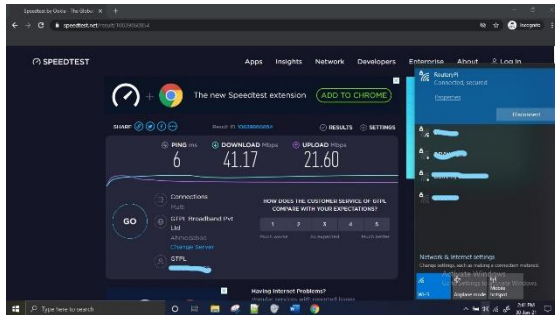 Speedtest by Ookla - The Global
speedtest.net/result/10029060854
Incognito
SPEEDTEST
Apps Insights Network Developers Enterprise About Log In
The new Speedtest extension
ADD TO CHROME
SHARE
Result ID 10029060854
RESULTS
SETTINGS
PING ms
6
DOWNLOAD Mbps
41.17
UPLOAD Mbps
21.60
GO
Connections
Multi
GTPL Broadband Pvt
Ltd
Ahmedabad
Change Server
GTPL
HOW DOES THE CUSTOMER SERVICE OF GTPL
COMPARE WITH YOUR EXPECTATIONS?
1 2 3 4 5
Much worse
As expected
Much better
Having Internet Problems?
Connected, secured
Properties
Disconnect
Network & Internet settings
Change settings, such as making a connection metered.
Activate Windows
Wi-Fi
Airplane mode
Mobile
hotspot
Type here to search